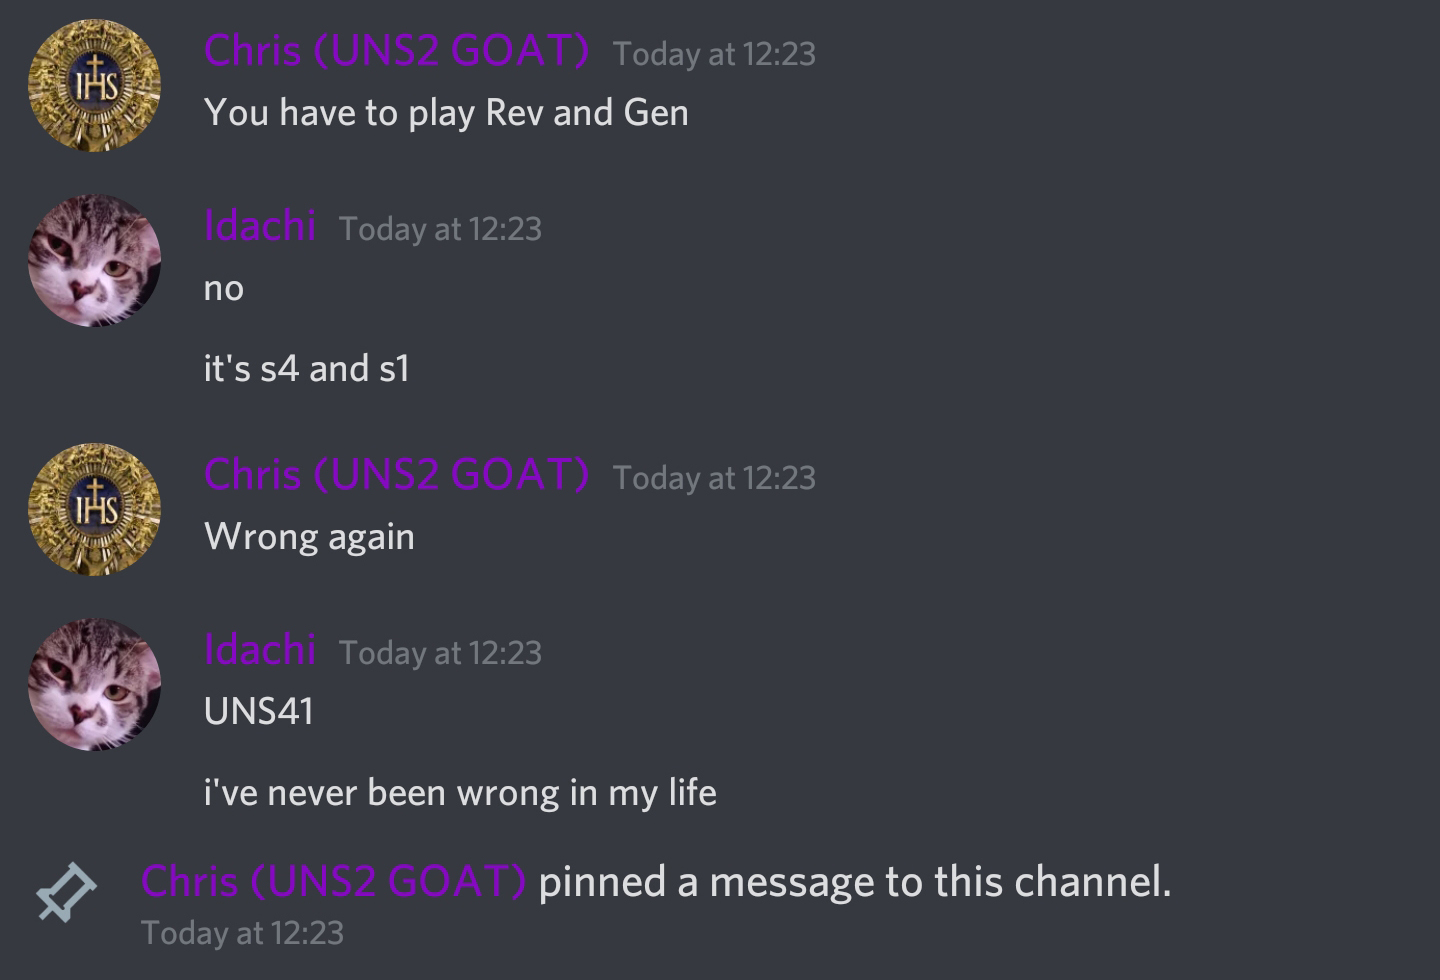 IHS
Chris (UNS2 GOAT) Today at 12:23
You have to play Rev and Gen
Idachi Today at 12:23
no
it's s4 and s1
IHS
Chris (UNS2 GOAT) Today at 12:23
Wrong again
Idachi Today at 12:23
UNS41
i've never been wrong in my life
Chris (UNS2 GOAT) pinned a message to this channel.
Today at 12:23